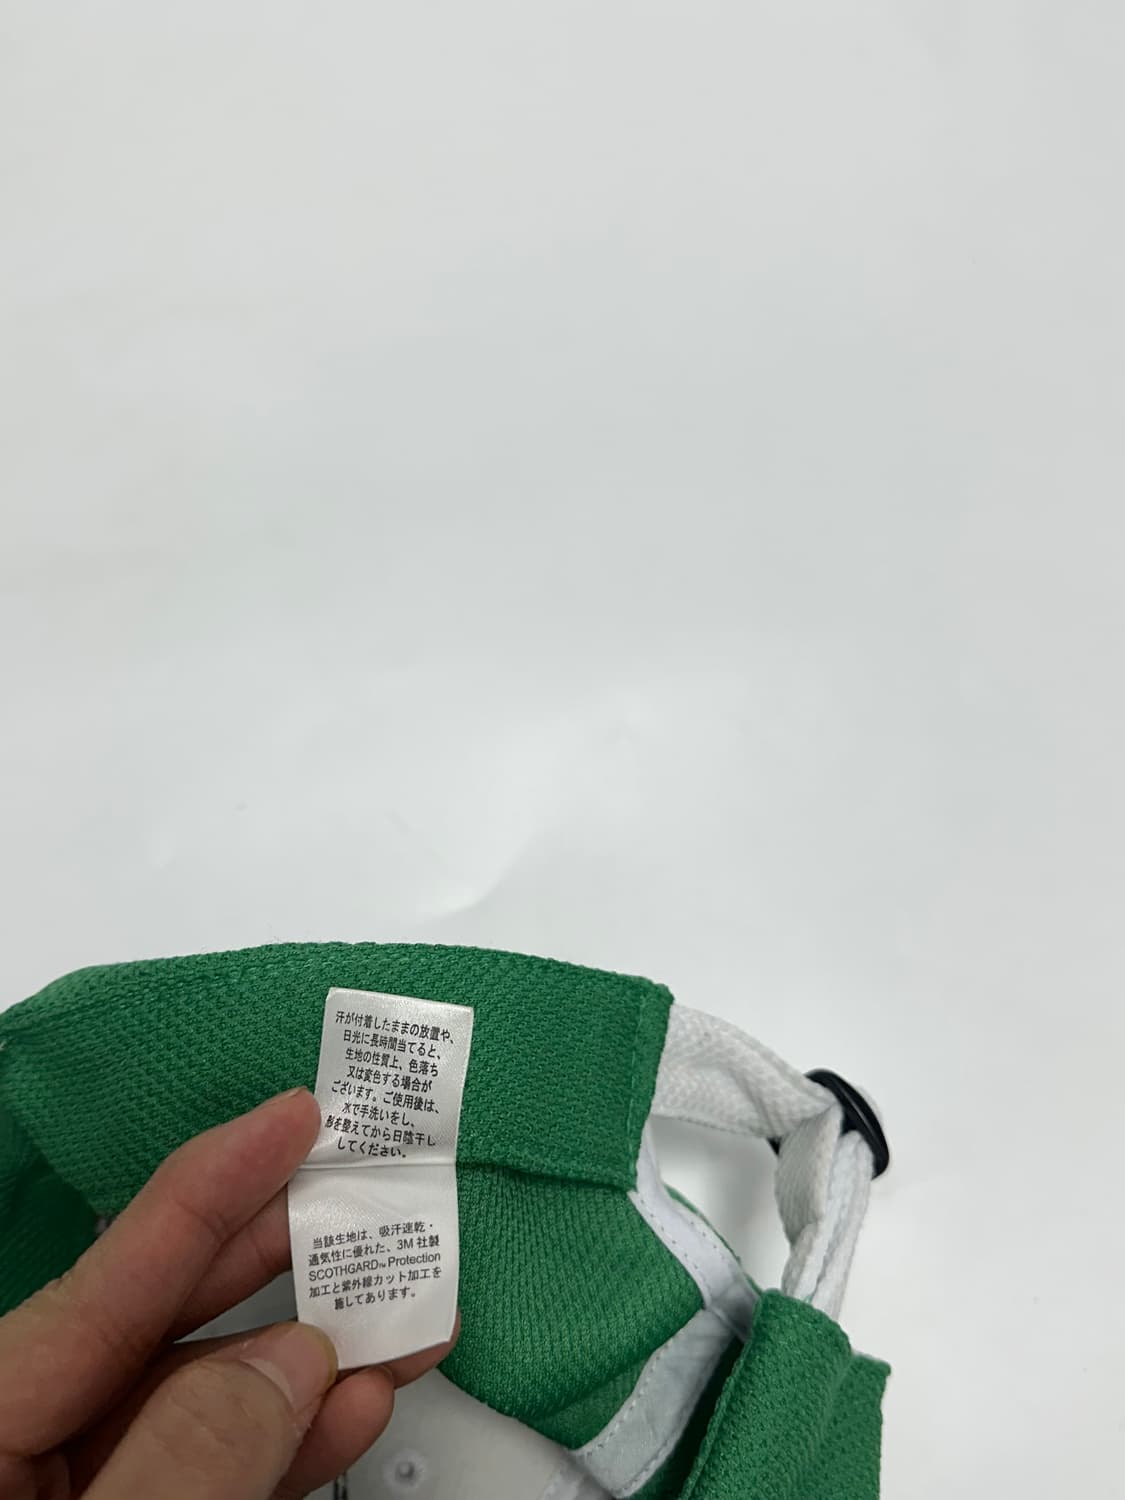 汗が付着したままの放置や、
日光に長時間当てると、
生地の性質上、色落ち
又は変色する場合が
ございます。ご使用後は、
水で手洗いをし、
形を整えてから日陰干し
してください。
当該生地は、吸汗速乾・
通気性に優れた、3M 社製
SCOTHGARD™ Protection
加工と紫外線カット加工を
施してあります。